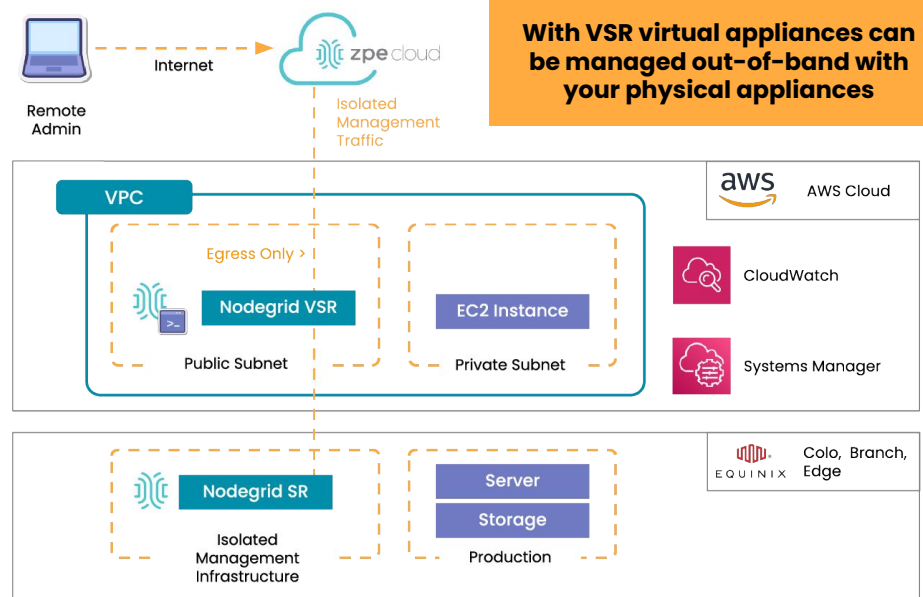 With VSR virtual appliances can
be managed out-of-band with
your physical appliances
zpe cloud
Internet
Remote
Admin
Isolated
Management
Traffic
VPC
aws
AWS Cloud
Egress Only >
Nodegrid VSR
>_
Public Subnet
EC2 Instance
Private Subnet
CloudWatch
Systems Manager
EQUINIX
Colo, Branch,
Edge
Nodegrid SR
Isolated
Management
Infrastructure
Server
Storage
Production